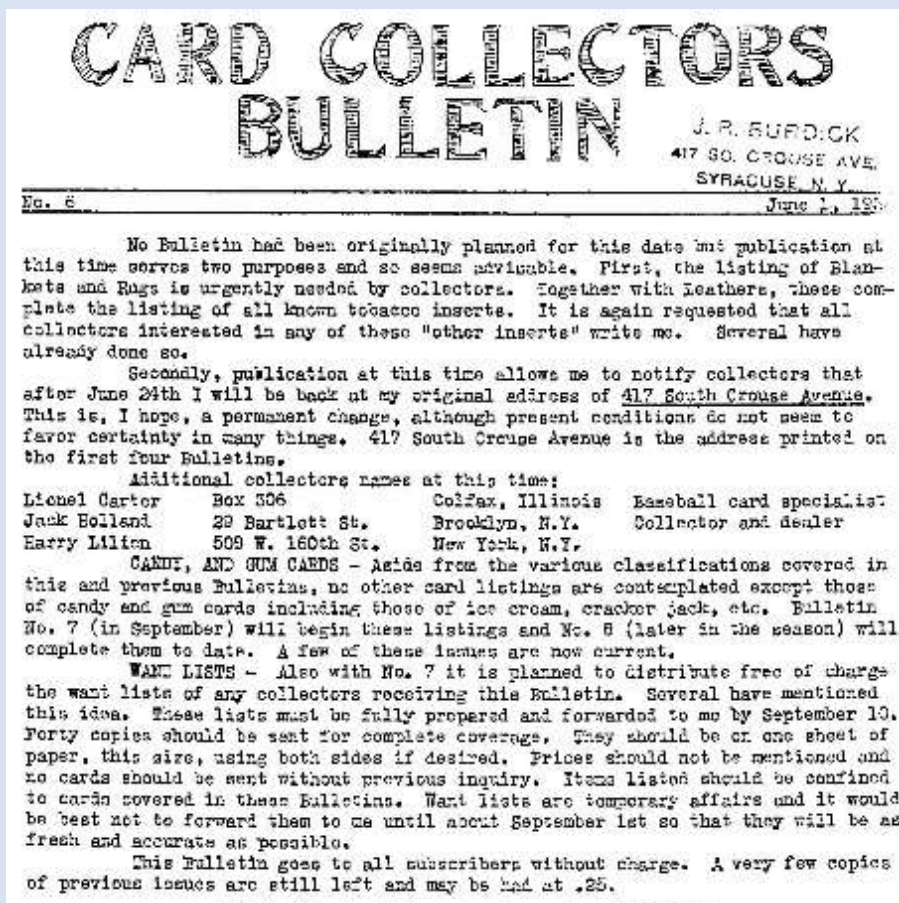 CARD COLLECTORS
BULLETIN
J. R. BURDICK
417 SO. CROUSE AVE.
SYRACUSE, N. Y.
No. 6 June 1, 193
No Bulletin had been originally planned for this date but publication at
this time serves two purposes and so seems advisable. First, the listing of Blan-
kets and Rugs is urgently needed by collectors. Together with Leathers, these com-
plete the listing of all known tobacco inserts. It is again requested that all
collectors interested in any of these "other inserts" write me. Several have
already done so.
Secondly, publication at this time allows me to notify collectors that
after June 24th I will be back at my original address of 417 South Crouse Avenue.
This is, I hope, a permanent change, although present conditions do not seem to
favor certainty in many things. 417 South Crouse Avenue is the address printed on
the first four Bulletins.
Additional collectors names at this time:
Lionel Carter Box 306 Colfax, Illinois Baseball card specialist
Jack Holland 29 Bartlett St. Brooklyn, N.Y. Collector and dealer
Harry Lilien 509 W. 160th St. New York, N.Y.
CANDY, AND GUM CARDS - Aside from the various classifications covered in
this and previous Bulletins, no other card listings are contemplated except those
of candy and gum cards including those of ice cream, cracker jack, etc. Bulletin
No. 7 (in September) will begin these listings and No. 8 (later in the season) will
complete them to date. A few of these issues are now current.
WANT LISTS - Also with No. 7 it is planned to distribute free of charge
the want lists of any collectors receiving this Bulletin. Several have mentioned
this idea. These lists must be fully prepared and forwarded to me by September 10.
Forty copies should be sent for complete coverage. They should be on one sheet of
paper, this size, using both sides if desired. Prices should not be mentioned and
no cards should be sent without previous inquiry. Items listed should be confined
to cards covered in these Bulletins. Want lists are temporary affairs and it would
be best not to forward them to me until about September 1st so that they will be as
fresh and accurate as possible.
This Bulletin goes to all subscribers without charge. A very few copies
of previous issues are still left and may be had at .25.